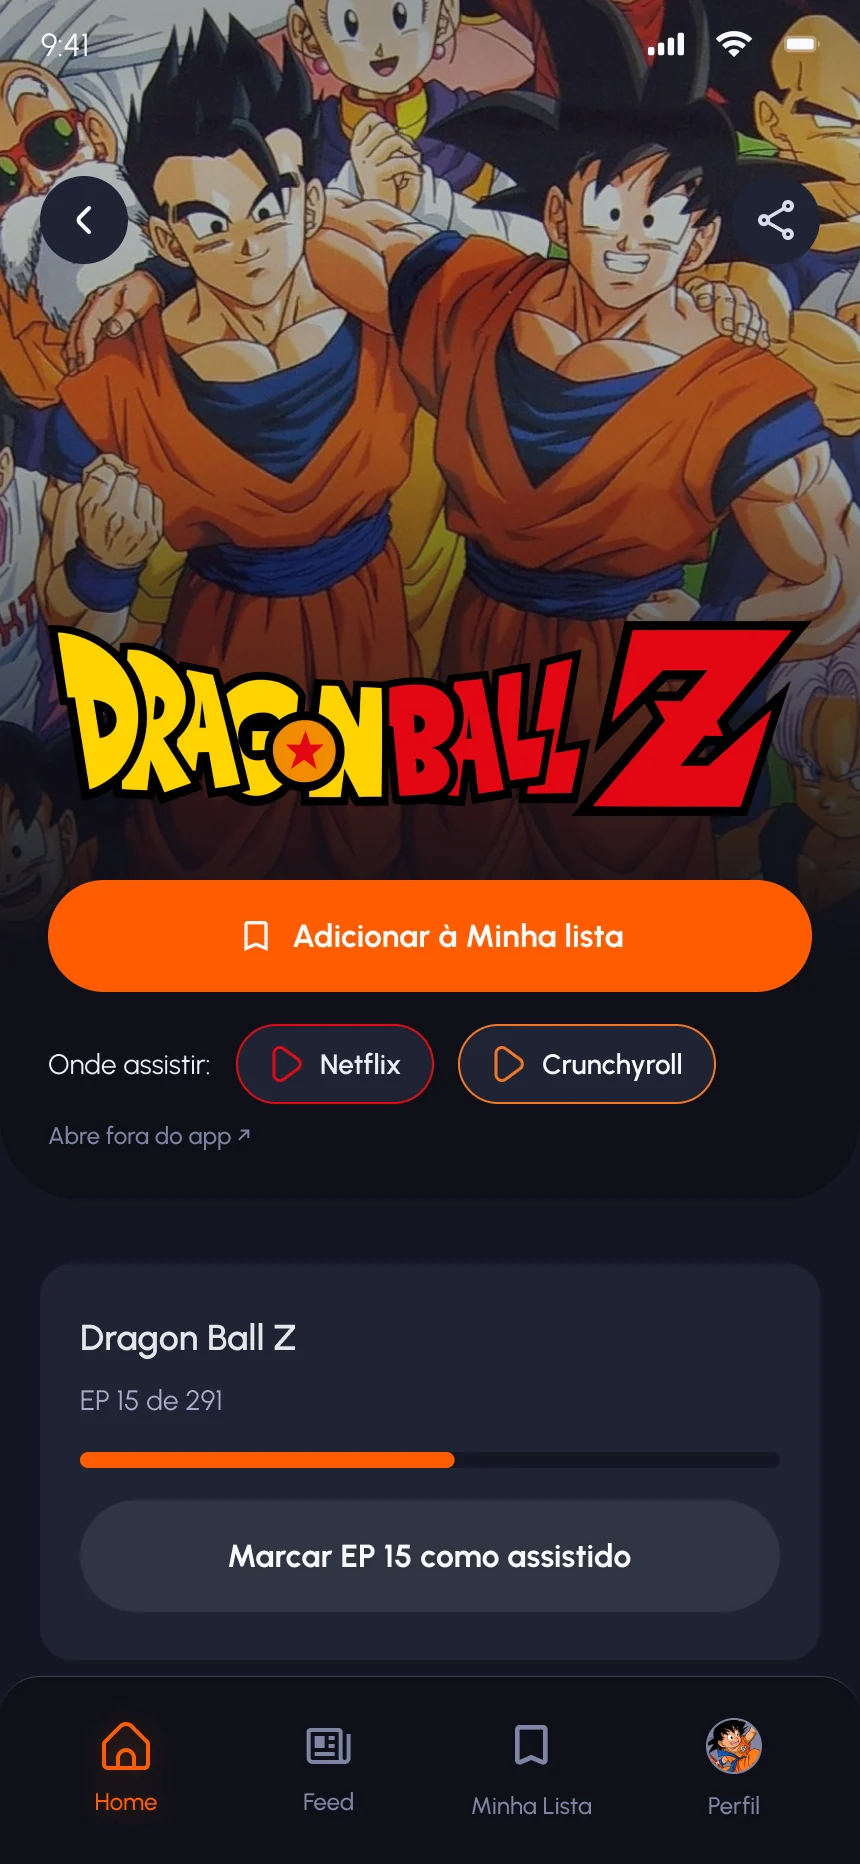 9:41
DRAGON BALL Z
Adicionar à Minha lista
Onde assistir:
Netflix
Crunchyroll
Abre fora do app ↗
Dragon Ball Z
EP 15 de 291
Marcar EP 15 como assistido
Home
Feed
Minha Lista
Perfil